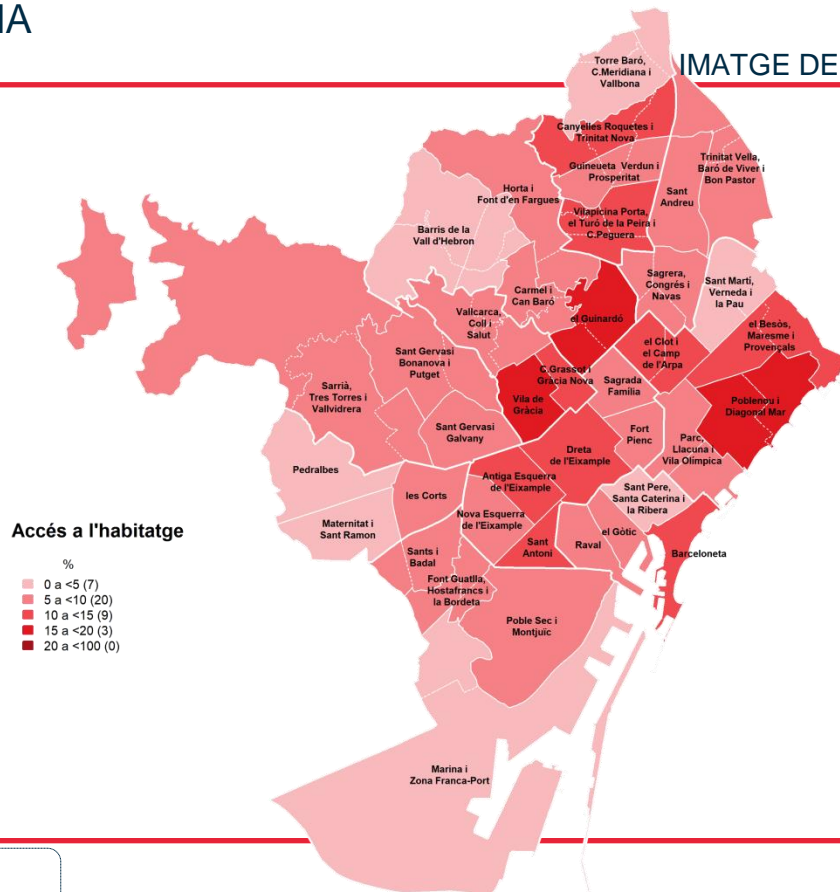 IA
IMATGE DE
Torre Baró,
C.Meridiana i
Vallbona
Canyelles Roquetes i
Trinitat Nova
Guineueta Verdun i
Prosperitat
Trinitat Vella,
Baró de Viver i
Bon Pastor
Sant
Andreu
Horta i
Font d'en Fargues
Vilapicina Porta,
el Turó de la Peira i
C.Peguera
Barris de la
Vall d'Hebron
Carmel i
Can Baró
Sagrera,
Congrés i
Navas
Sant Martí,
Verneda i
la Pau
Vallcarca,
Coll i
Salut
el Guinardó
el Besòs,
Maresme i
Provençals
el Clot i
el Camp
de l'Arpa
Sant Gervasi
Bonanova i
Putget
C.Grassot i
Gràcia Nova
Sagrada
Família
Sarrià,
Tres Torres i
Vallvidrera
Vila de
Gràcia
Poblenou i
Diagonal Mar
Sant Gervasi
Galvany
Fort
Pienc
Parc,
Llacuna i
Vila Olímpica
Dreta
de l'Eixample
Pedralbes
Antiga Esquerra
de l'Eixample
Sant Pere,
Santa Caterina i
la Ribera
les Corts
Nova Esquerra
de l'Eixample
Maternitat i
Sant Ramon
Sant
Antoni
Raval
el Gòtic
Barceloneta
Sants i
Badal
Font Guatlla,
Hostafrancs i
la Bordeta
Poble Sec i
Montjuïc
Marina i
Zona Franca-Port
Accés a l'habitatge
%
0 a <5 (7)
5 a <10 (20)
10 a <15 (9)
15 a <20 (3)
20 a <100 (0)